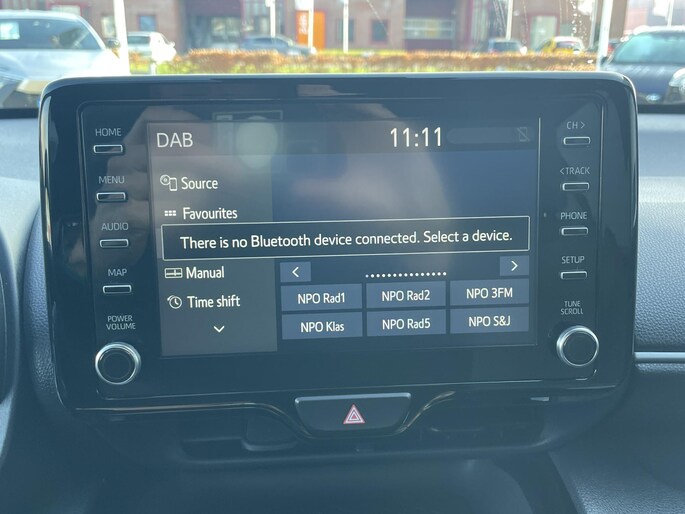 HOME
MENU
AUDIO
MAP
POWER
VOLUME
DAB
11:11
Source
Favourites
There is no Bluetooth device connected. Select a device.
Manual
Time shift
<
>
NPO Rad1
NPO Rad2
NPO 3FM
NPO Klas
NPO Rad5
NPO S&J
CH >
< TRACK
PHONE
SETUP
TUNE
SCROLL